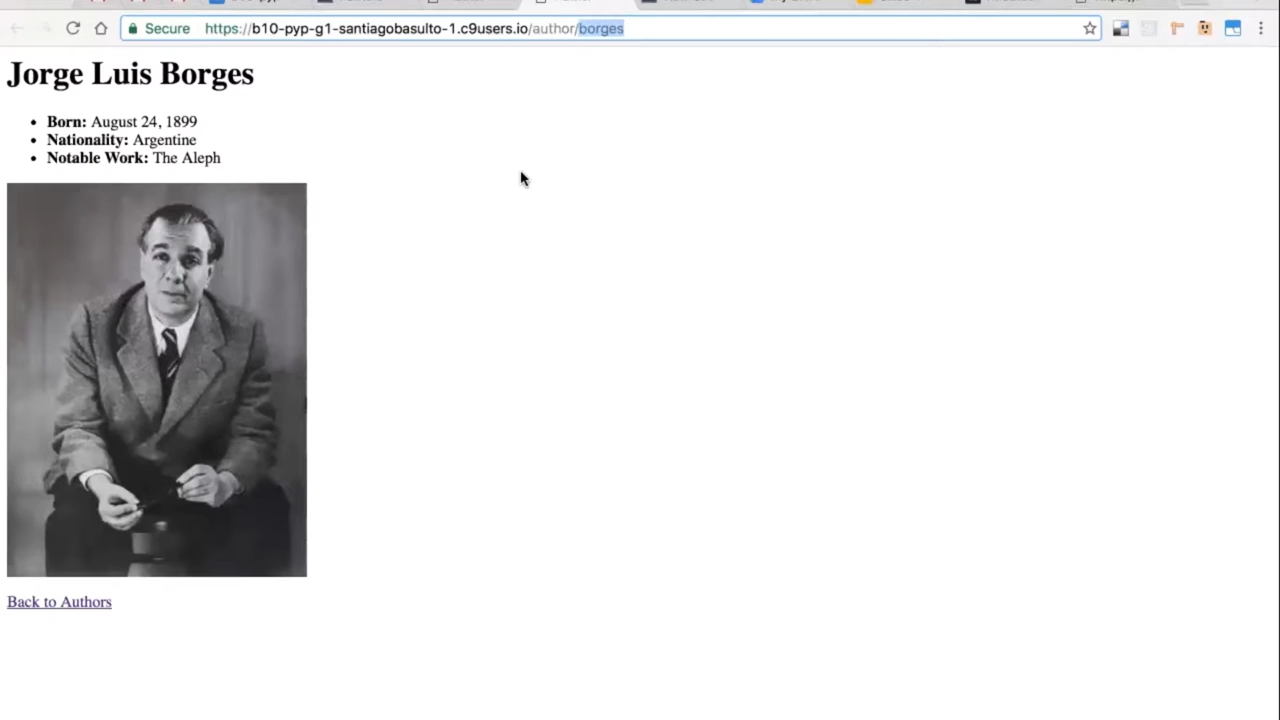 Secure https://b10-pyp-g1-santiagobasulto-1.c9users.io/author/borges
Jorge Luis Borges
Born: August 24, 1899
Nationality: Argentine
Notable Work: The Aleph
Back to Authors